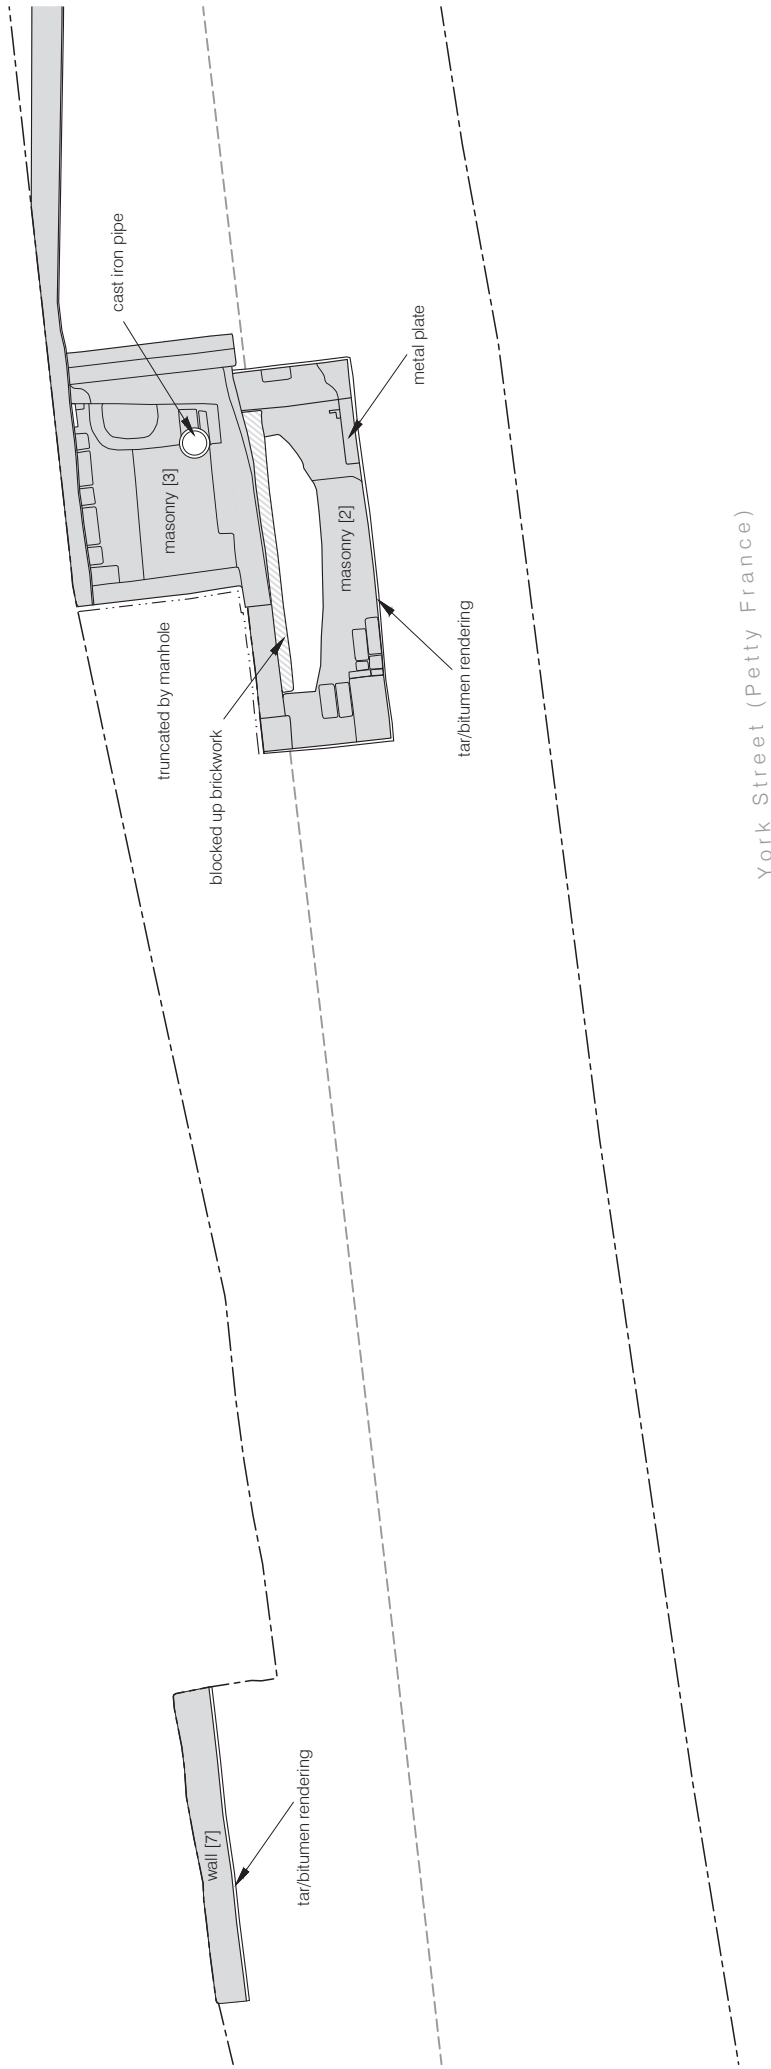 cast iron pipe
metal plate
masonry [3]
masonry [2]
truncated by manhole
blocked up brickwork
tar/bitumen rendering
York Street (Petty France)
wall [7]
tar/bitumen rendering